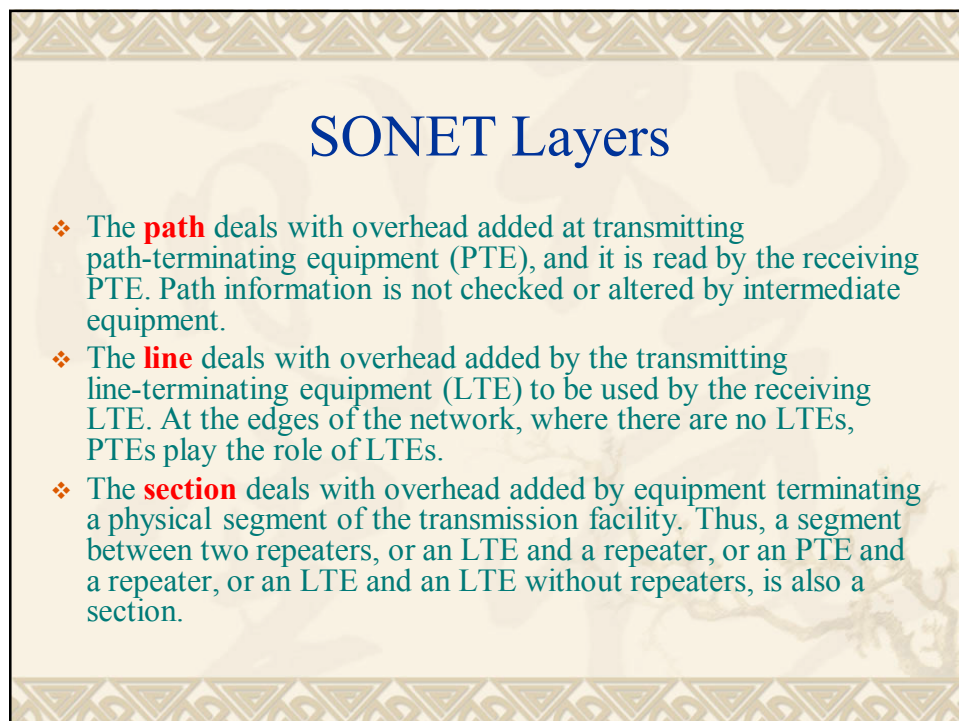 SONET Layers
❖ The path deals with overhead added at transmitting
path-terminating equipment (PTE), and it is read by the receiving
PTE. Path information is not checked or altered by intermediate
equipment.
❖ The line deals with overhead added by the transmitting
line-terminating equipment (LTE) to be used by the receiving
LTE. At the edges of the network, where there are no LTEs,
PTEs play the role of LTEs.
❖ The section deals with overhead added by equipment terminating
a physical segment of the transmission facility. Thus, a segment
between two repeaters, or an LTE and a repeater, or an PTE and
a repeater, or an LTE and an LTE without repeaters, is also a
section.